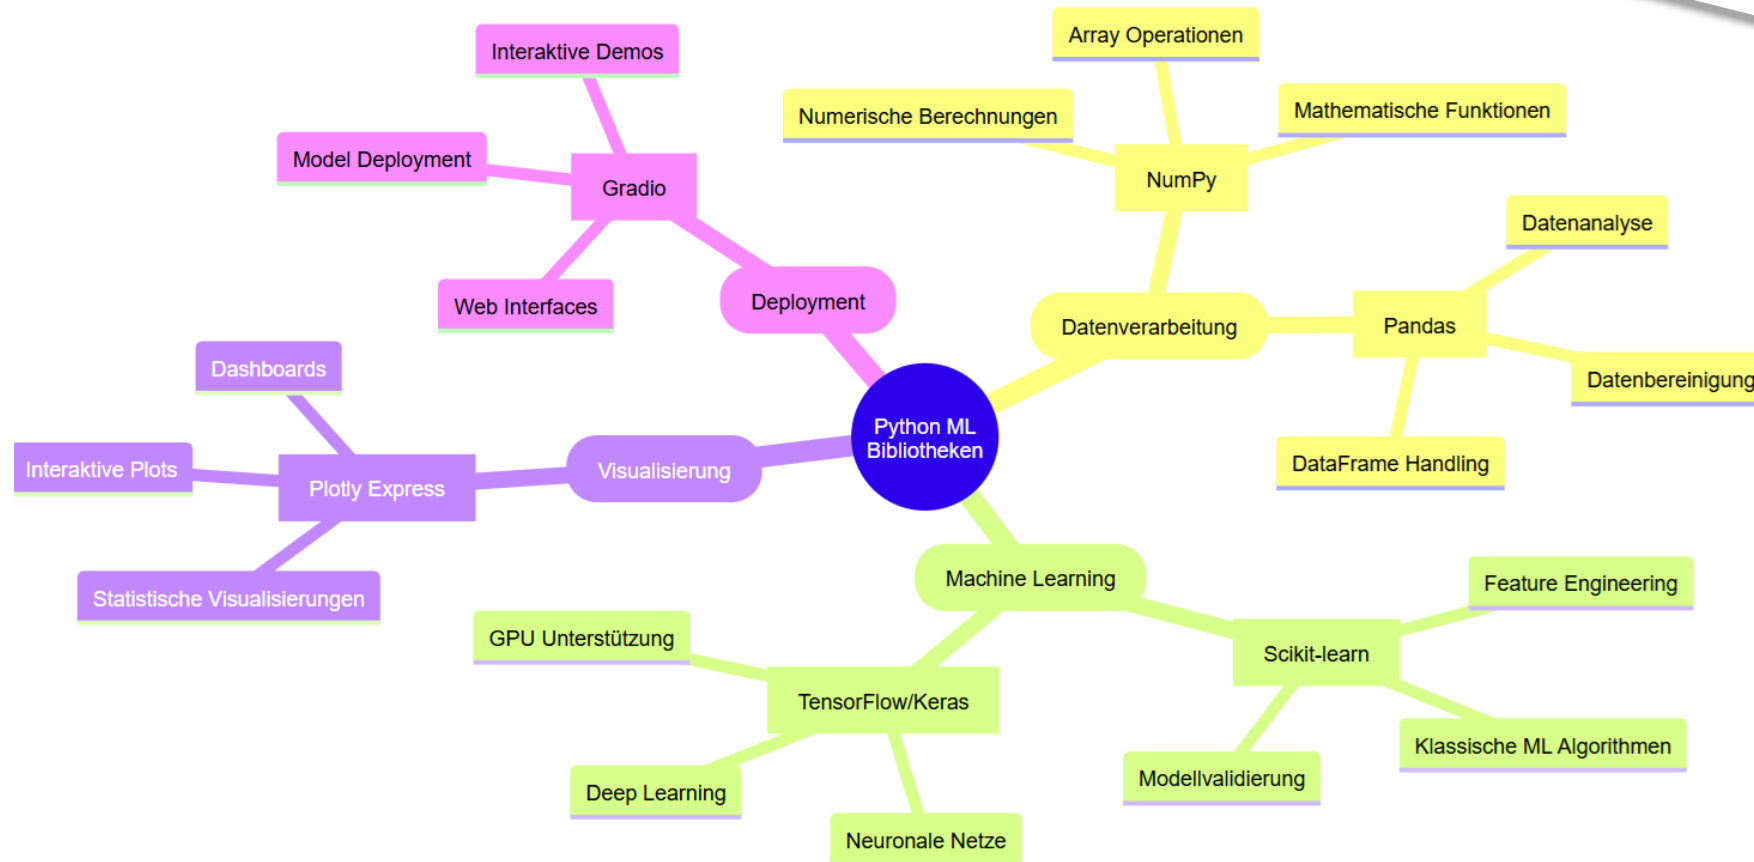 Interaktive Demos
Model Deployment
Gradio
Web Interfaces
Deployment
Array Operationen
Numerische Berechnungen
Mathematische Funktionen
NumPy
Datenanalyse
Datenverarbeitung
Pandas
Datenbereinigung
DataFrame Handling
Python ML
Bibliotheken
Dashboards
Interaktive Plots
Plotly Express
Visualisierung
Statistische Visualisierungen
Machine Learning
GPU Unterstützung
TensorFlow/Keras
Deep Learning
Neuronale Netze
Scikit-learn
Feature Engineering
Klassische ML Algorithmen
Modellvalidierung